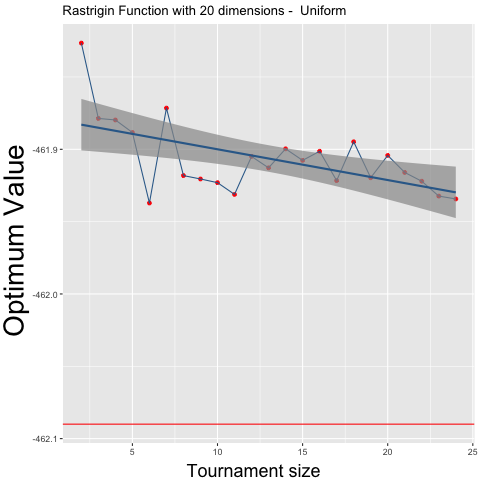 Rastrigin Function with 20 dimensions - Uniform
Optimum Value
-461.9
-462.0
-462.1
5 10 15 20 25
Tournament size